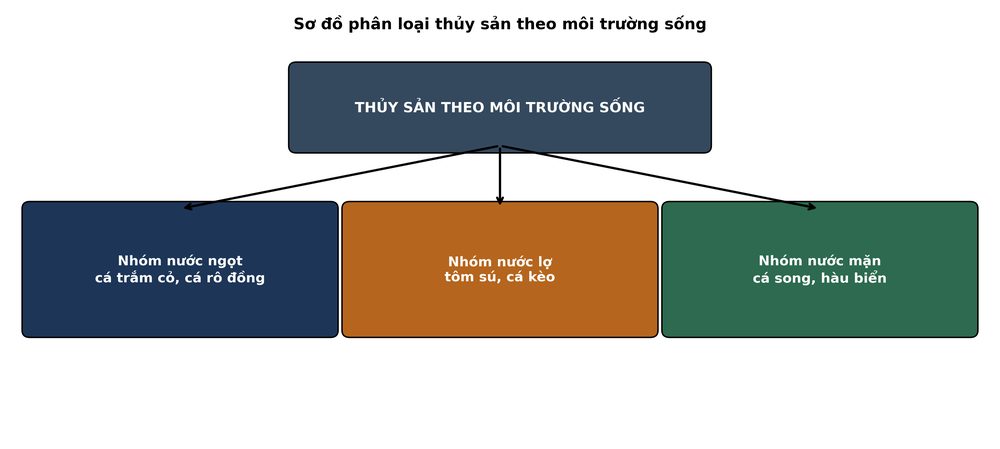 Sơ đồ phân loại thủy sản theo môi trường sống
THỦY SẢN THEO MÔI TRƯỜNG SỐNG
Nhóm nước ngọt
cá trắm cỏ, cá rô đồng
Nhóm nước lợ
tôm sú, cá kèo
Nhóm nước mặn
cá song, hàu biển